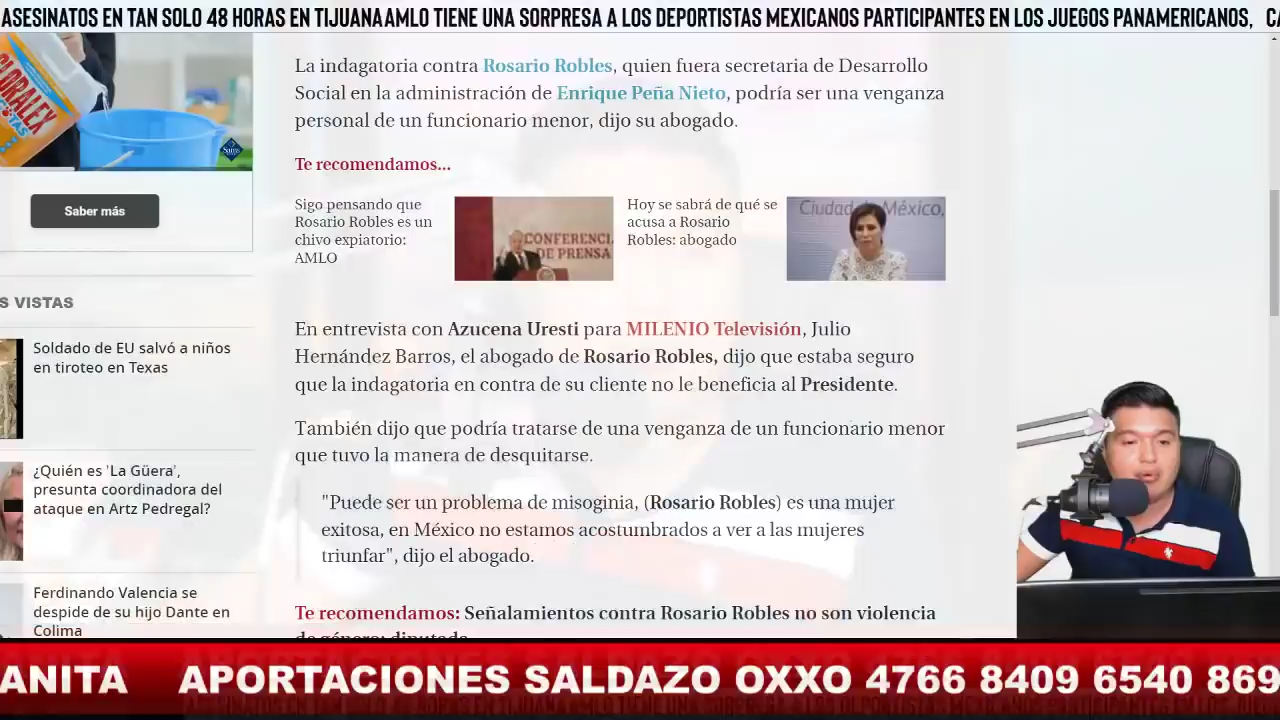 ASESINATOS EN TAN SOLO 48 HORAS EN TIJUANA AMLO TIENE UNA SORPRESA A LOS DEPORTISTAS MEXICANOS PARTICIPANTES EN LOS JUEGOS PANAMERICANOS,
CLORALEX
Sam's
Saber más
S VISTAS
Soldado de EU salvó a niños
en tiroteo en Texas
¿Quién es 'La Güera',
presunta coordinadora del
ataque en Artz Pedregal?
Ferdinando Valencia se
despide de su hijo Dante en
Colima
La indagatoria contra Rosario Robles, quien fuera secretaria de Desarrollo
Social en la administración de Enrique Peña Nieto, podría ser una venganza
personal de un funcionario menor, dijo su abogado.
Te recomendamos...
Sigo pensando que
Rosario Robles es un
chivo expiatorio:
AMLO
CONFERENCI
DE PRENSA
Hoy se sabrá de qué se
acusa a Rosario
Robles: abogado
Ciudad de México,
En entrevista con Azucena Uresti para MILENIO Televisión, Julio
Hernández Barros, el abogado de Rosario Robles, dijo que estaba seguro
que la indagatoria en contra de su cliente no le beneficia al Presidente.
También dijo que podría tratarse de una venganza de un funcionario menor
que tuvo la manera de desquitarse.
"Puede ser un problema de misoginia, (Rosario Robles) es una mujer
exitosa, en México no estamos acostumbrados a ver a las mujeres
triunfar", dijo el abogado.
Te recomendamos: Señalamientos contra Rosario Robles no son violencia
de género: diputada
ANITA APORTACIONES SALDAZO OXXO 4766 8409 6540 869